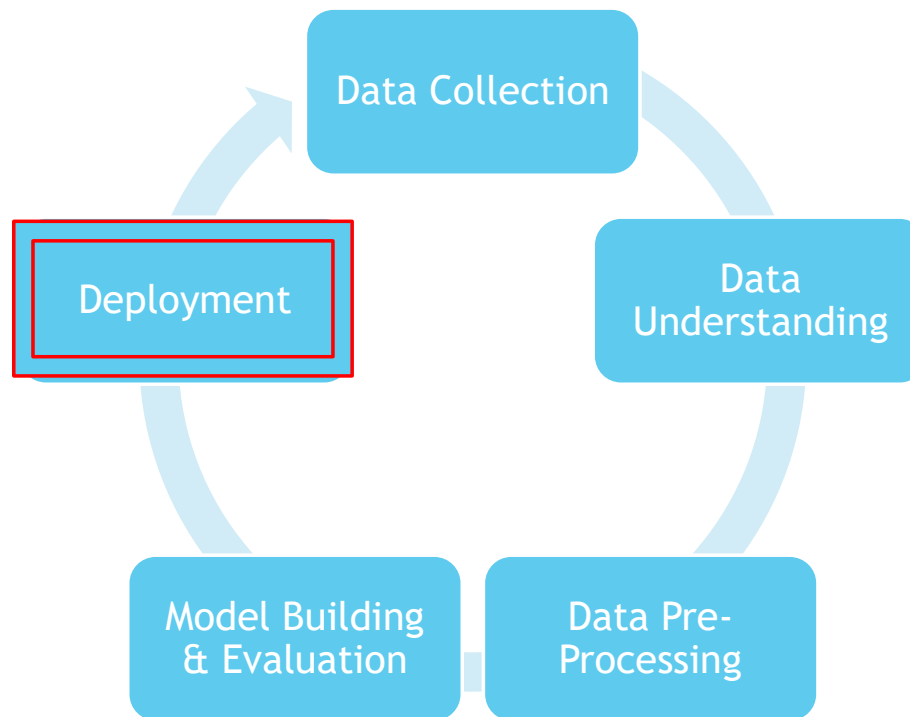 Data Collection
Data
Understanding
Data Pre-
Processing
Model Building
& Evaluation
Deployment